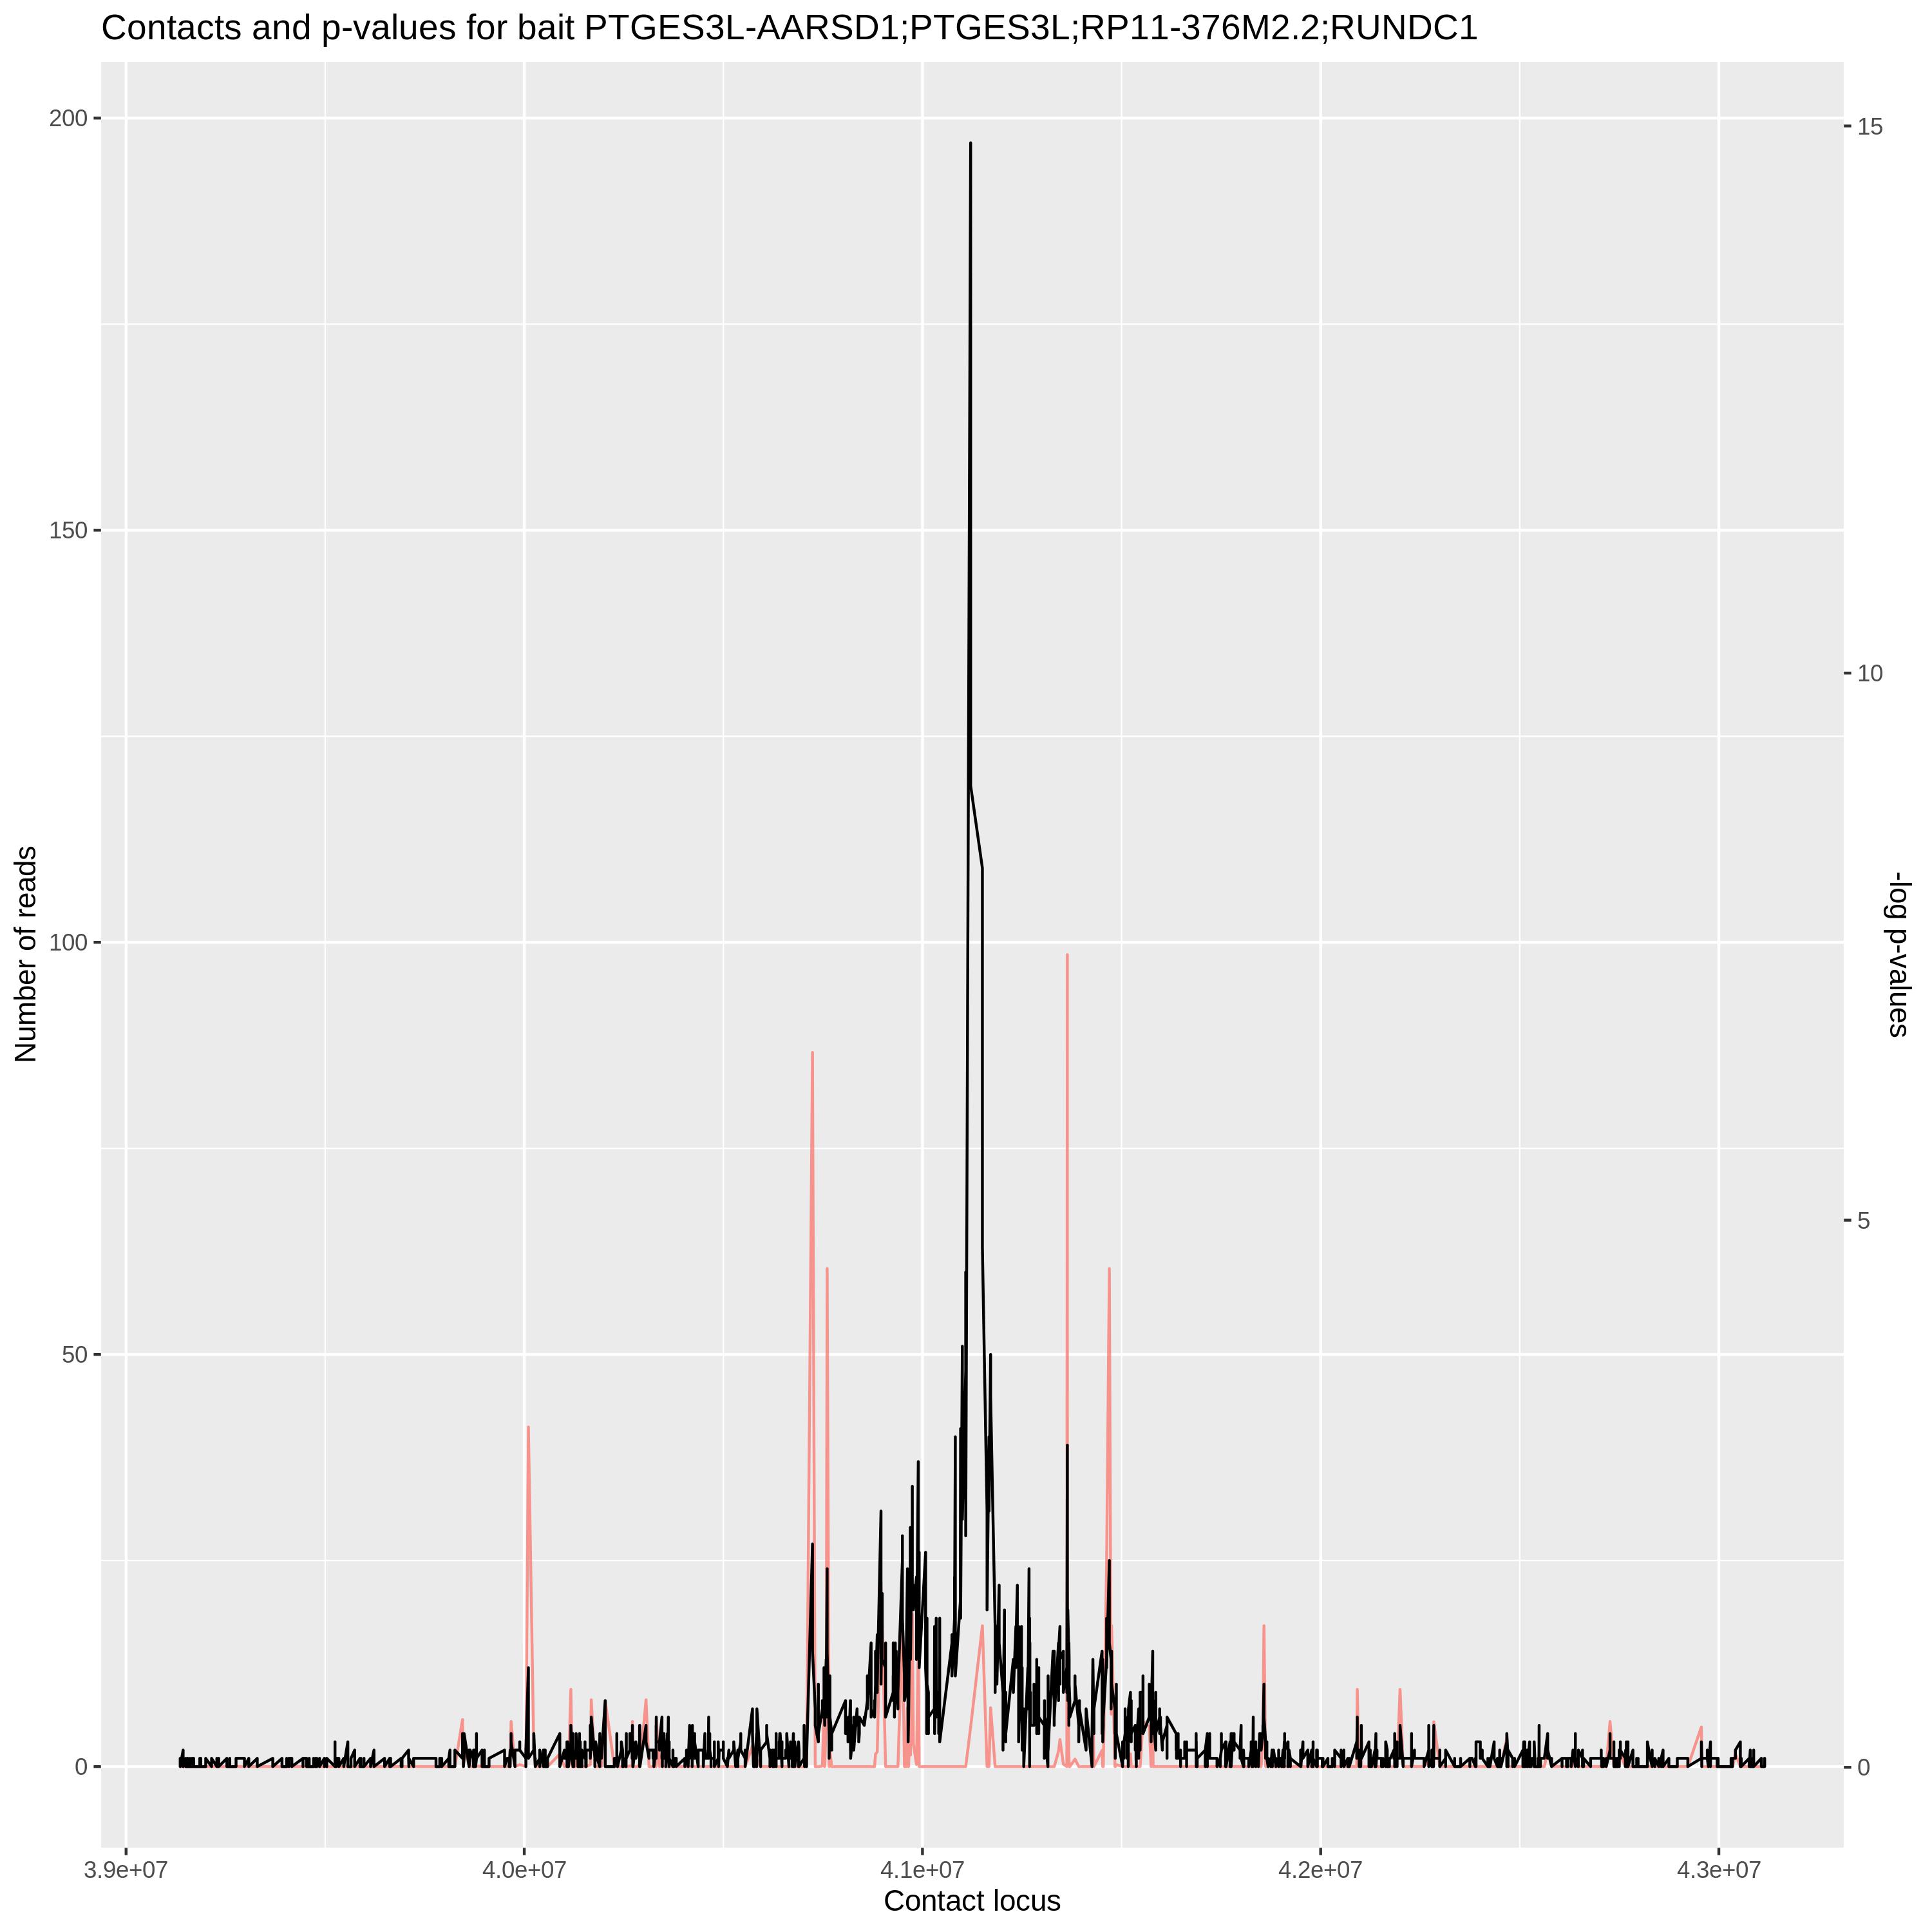 Contacts and p-values for bait PTGES3L-AARSD1;PTGES3L;RP11-376M2.2;RUNDC1
200
150
100
50
0
Number of reads
15
10
5
0
-log p-values
3.9e+07 4.0e+07 4.1e+07 4.2e+07 4.3e+07
Contact locus